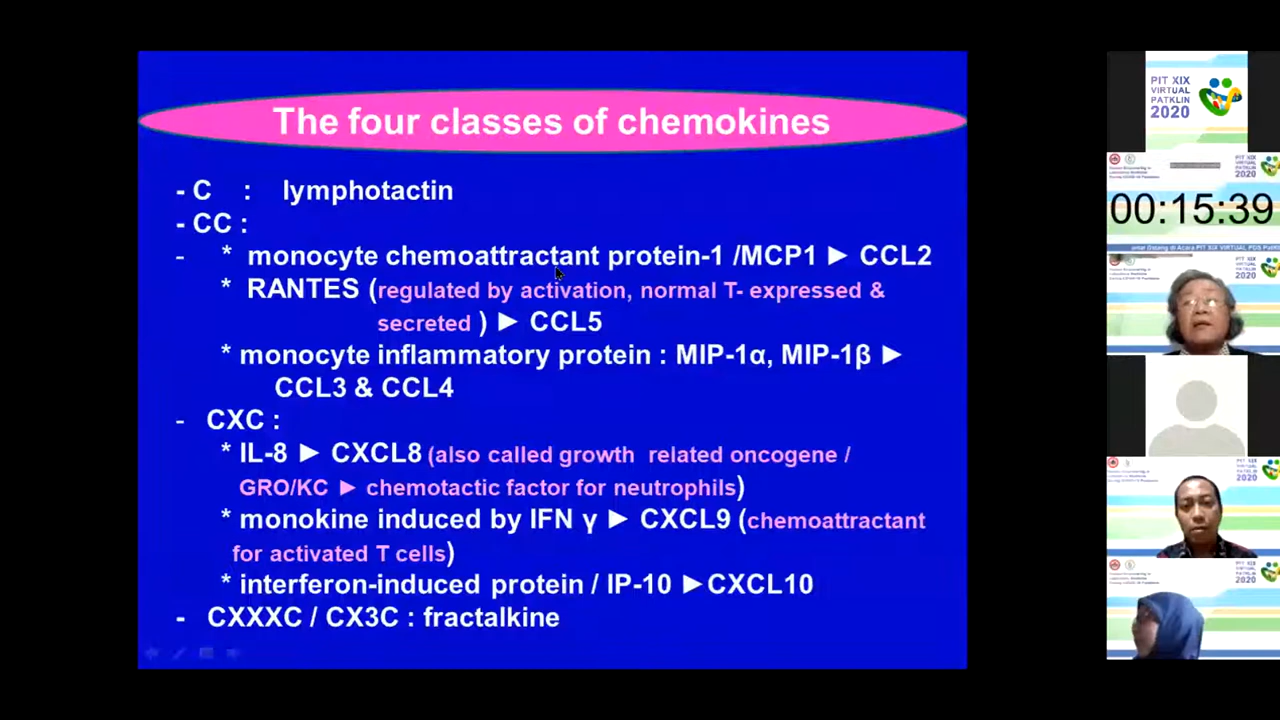 The four classes of chemokines
- C : lymphotactin
- CC :
- * monocyte chemoattractant protein-1 /MCP1 ► CCL2
* RANTES (regulated by activation, normal T- expressed &
secreted ) ► CCL5
* monocyte inflammatory protein : MIP-1α, MIP-1β ►
CCL3 & CCL4
- CXC :
* IL-8 ► CXCL8 (also called growth related oncogene /
GRO/KC ► chemotactic factor for neutrophils)
* monokine induced by IFN γ ► CXCL9 (chemoattractant
for activated T cells)
* interferon-induced protein / IP-10 ►CXCL10
- CXXXC / CX3C : fractalkine
PIT XIX
VIRTUAL
PATKLIN
2020
00:15:39